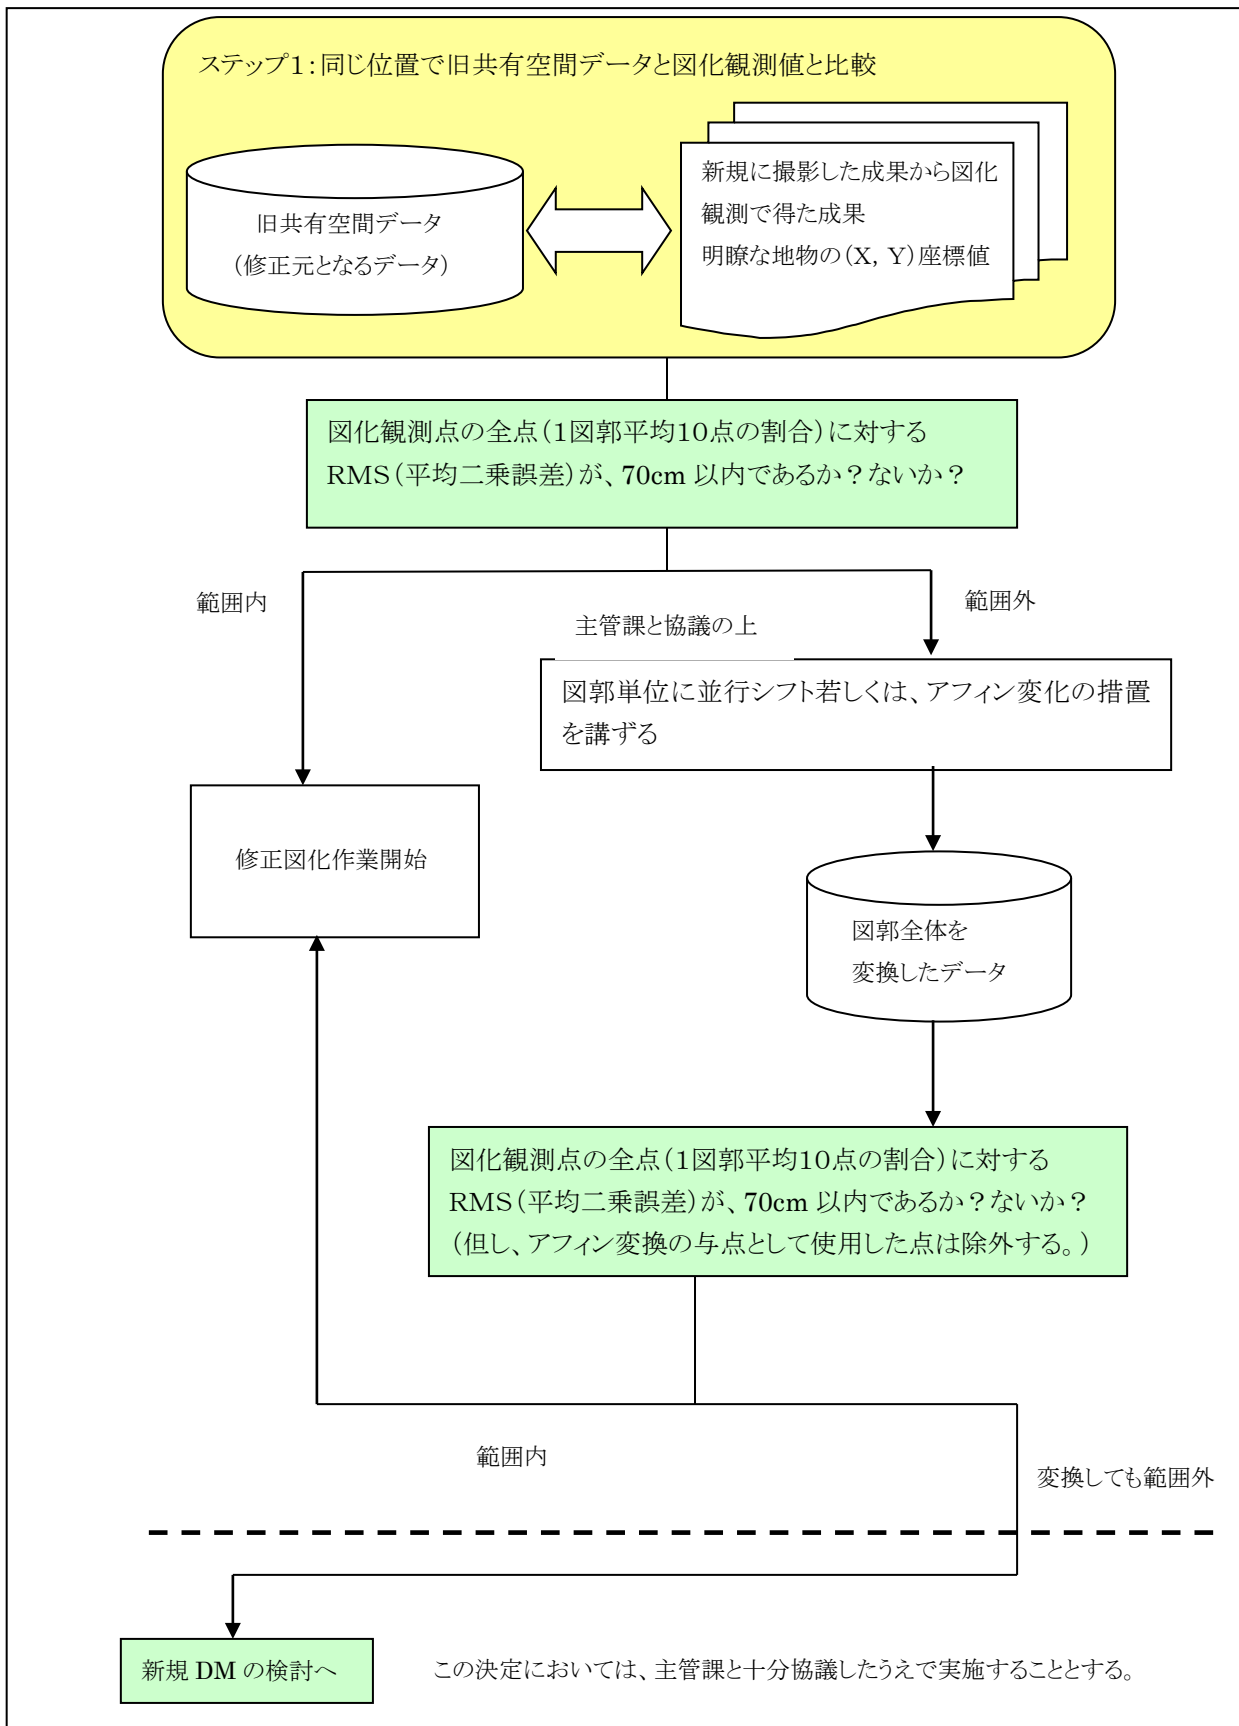 ステップ1：同じ位置で旧共有空間データと図化観測値と比較
旧共有空間データ
（修正元となるデータ）
新規に撮影した成果から図化
観測で得た成果
明瞭な地物の（X, Y）座標値
図化観測点の全点（1図郭平均10点の割合）に対する
RMS（平均二乗誤差）が、70cm 以内であるか？ないか？
範囲内
範囲外
主管課と協議の上
図郭単位に並行シフト若しくは、アフィン変化の措置
を講ずる
修正図化作業開始
図郭全体を
変換したデータ
図化観測点の全点（1図郭平均10点の割合）に対する
RMS（平均二乗誤差）が、70cm 以内であるか？ないか？
（但し、アフィン変換の与点として使用した点は除外する。）
範囲内
変換しても範囲外
新規 DM の検討へ
この決定においては、主管課と十分協議したうえで実施することとする。